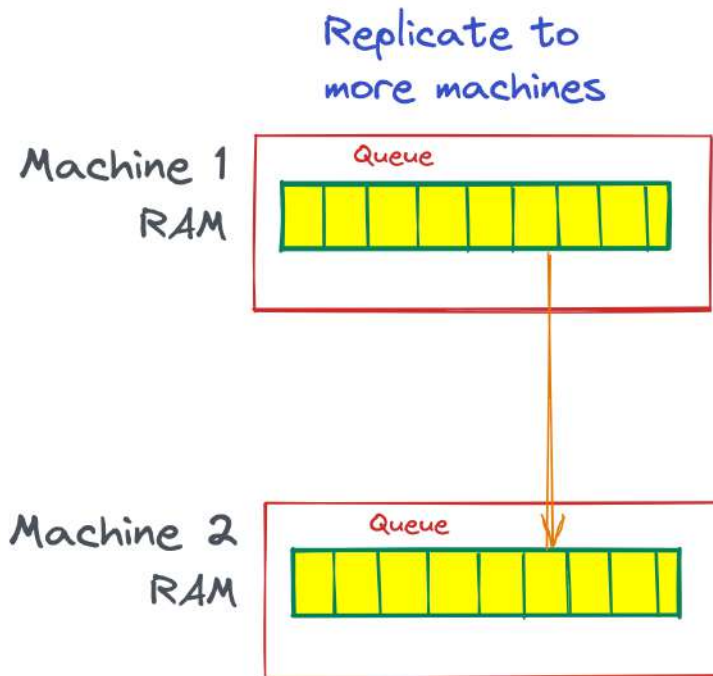 Replicate to
more machines
Machine 1
RAM
Queue
Machine 2
RAM
Queue